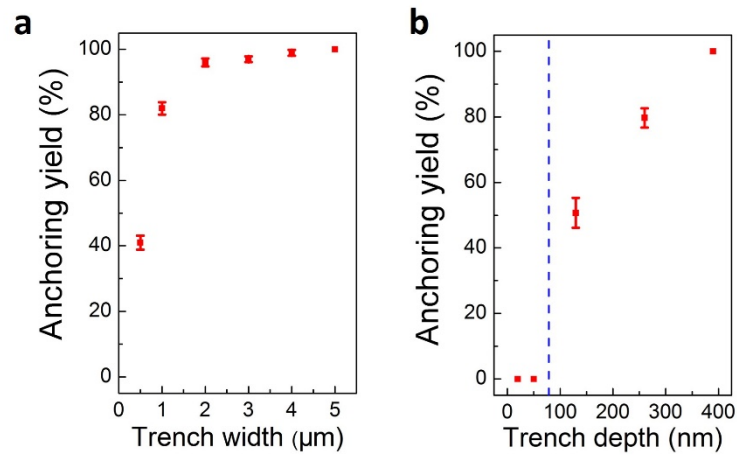 a
Anchoring yield (%)
100
80
60
40
20
0
0 1 2 3 4 5
Trench width (μm)
b
Anchoring yield (%)
100
80
60
40
20
0
0 100 200 300 400
Trench depth (nm)